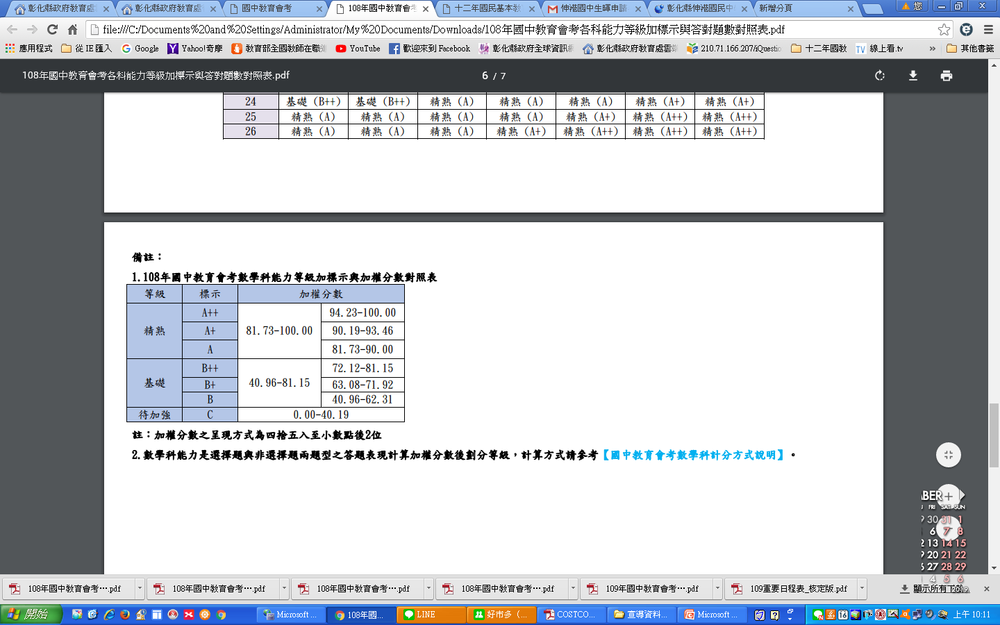 彰化縣政府教育處
彰化縣政府教育處
國中教育會考
108年國中教育會考
十二年國民基本教
伸港國中生暉申請
彰化縣伸港國民中
新增分頁
您
file:///C:/Documents%20and%20Settings/Administrator/My%20Documents/Downloads/108年國中教育會考各科能力等級加標示與答對題數對照表.pdf
應用程式 從 IE 匯入 Google Yahoo!奇摩 教育部全國教師在職進 YouTube 歡迎來到 Facebook 彰化縣政府全球資訊網 彰化縣政府教育處雲端 210.71.166.207/iQuestio 十二年國教 TV 線上看.tv » 其他書籤
108年國中教育會考各科能力等級加標示與答對題數對照表.pdf 6 / 7
24 基礎 (B++) 基礎 (B++) 精熟 (A) 精熟 (A) 精熟 (A) 精熟 (A+) 精熟 (A+)
25 精熟 (A) 精熟 (A) 精熟 (A) 精熟 (A) 精熟 (A+) 精熟 (A++) 精熟 (A++)
26 精熟 (A) 精熟 (A) 精熟 (A) 精熟 (A+) 精熟 (A++) 精熟 (A++) 精熟 (A++)
備註：
1.108年國中教育會考數學科能力等級加標示與加權分數對照表
等級 標示 加權分數
精熟 81.73-100.00
A++ 94.23-100.00
A+ 90.19-93.46
A 81.73-90.00
基礎 40.96-81.15
B++ 72.12-81.15
B+ 63.08-71.92
B 40.96-62.31
待加強 C 0.00-40.19
註：加權分數之呈現方式為四捨五入至小數點後2位
2.數學科能力是選擇題與非選擇題兩題型之答題表現計算加權分數後劃分等級，計算方式請參考【國中教育會考數學科計分方式說明】。
BER
FRI SAT SUN
9 30 31 1
6 7 8
2 13 14 15
9 20 21 22
6 27 28 29
4 5 6
2019
108年國中教育會考⋯.pdf
108年國中教育會考⋯.pdf
108年國中教育會考⋯.pdf
108年國中教育會考⋯.pdf
109年國中教育會考⋯.pdf
109重要日程表_核定版.pdf
開始
Microsoft ...
108年國...
LINE
好市多（...
COSTCO...
宣導資料...
Microsoft ...
16
上午 10:11